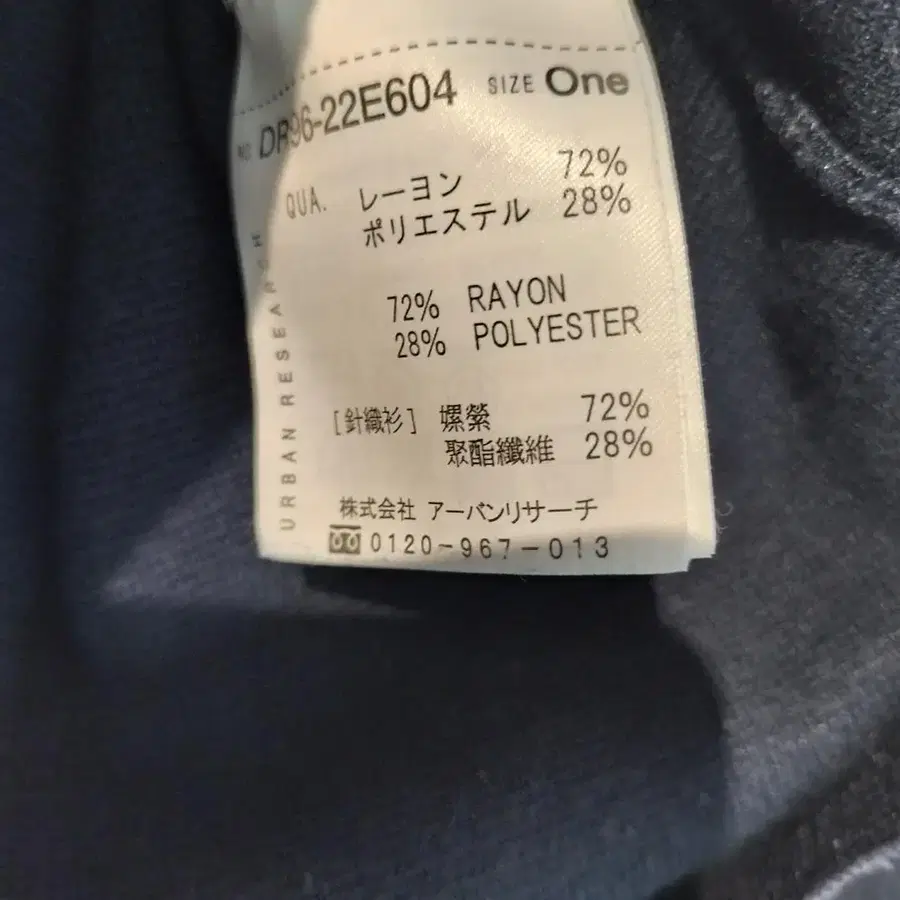 NO. DR96-22E604 SIZE One
QUA. レーヨン 72%
ポリエステル 28%
72% RAYON
28% POLYESTER
[針織衫] 嫘縈 72%
聚酯纖維 28%
株式会社 アーバンリサーチ
0120-967-013
URBAN RESEARCH